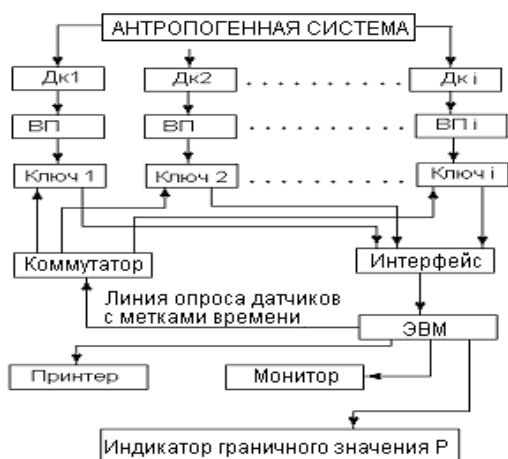 АНТРОПОГЕННАЯ СИСТЕМА
Дк1 Дк2 . . . . . . . . . . Дк i
ВП ВП . . . . . . . . . . ВП i
Ключ 1 Ключ 2 . . . . . . . . . . Ключ i
Коммутатор Интерфейс
Линия опроса датчиков
с метками времени
ЭВМ
Принтер Монитор
Индикатор граничного значения Р